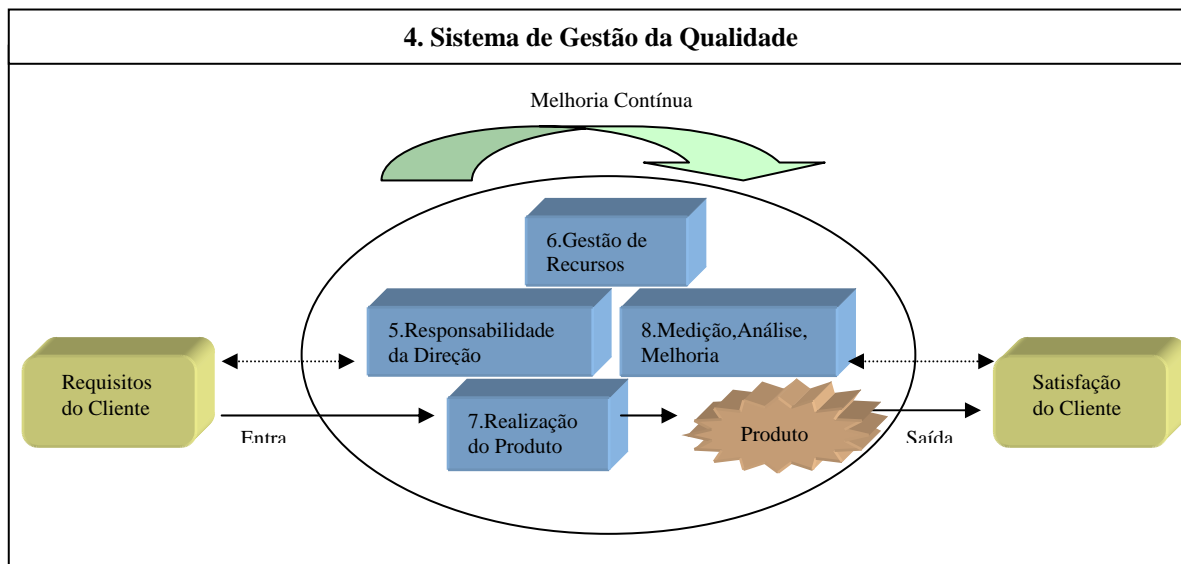 4. Sistema de Gestão da Qualidade
Melhoria Contínua
6.Gestão de
Recursos
5.Responsabilidade
da Direção
8.Medição,Análise,
Melhoria
Requisitos
do Cliente
Satisfação
do Cliente
7.Realização
do Produto
Produto
Entra
Saída